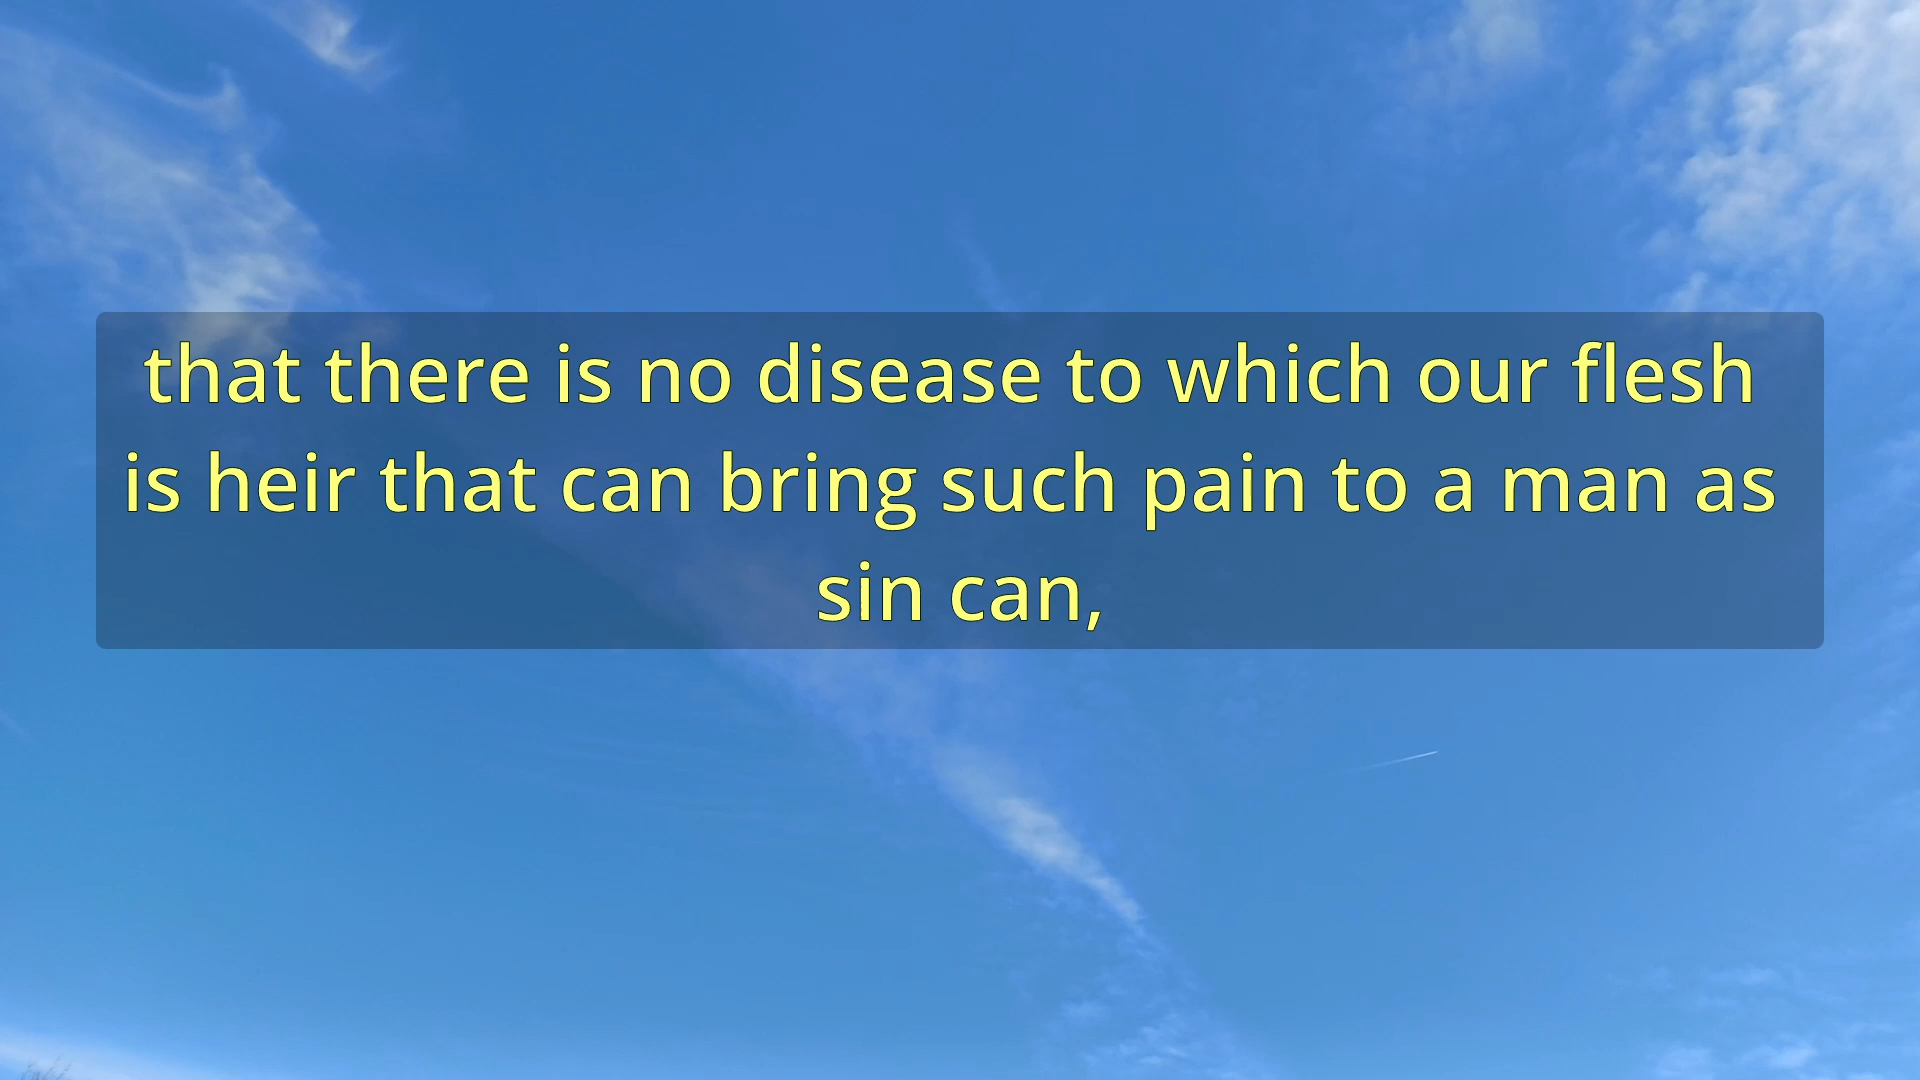 that there is no disease to which our flesh
is heir that can bring such pain to a man as
sin can,